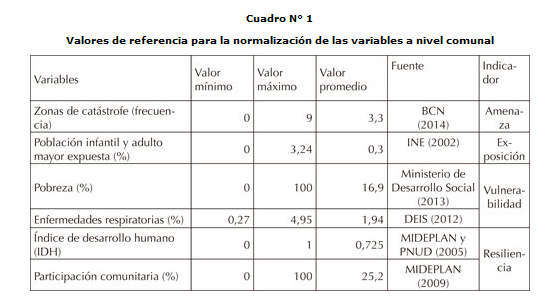 Cuadro N° 1
Valores de referencia para la normalización de las variables a nivel comunal
Variables Valor mínimo Valor máximo Valor promedio Fuente Indica-dor
Zonas de catástrofe (frecuen-cia) 0 9 3,3 BCN (2014) Amena-za
Población infantil y adulto mayor expuesta (%) 0 3,24 0,3 INE (2002) Ex-posición
Pobreza (%) 0 100 16,9 Ministerio de Desarrollo Social (2013) Vulnera-bilidad
Enfermedades respiratorias (%) 0,27 4,95 1,94 DEIS (2012)
Índice de desarrollo humano (IDH) 0 1 0,725 MIDEPLAN y PNUD (2005) Resilien-cia
Participación comunitaria (%) 0 100 25,2 MIDEPLAN (2009)